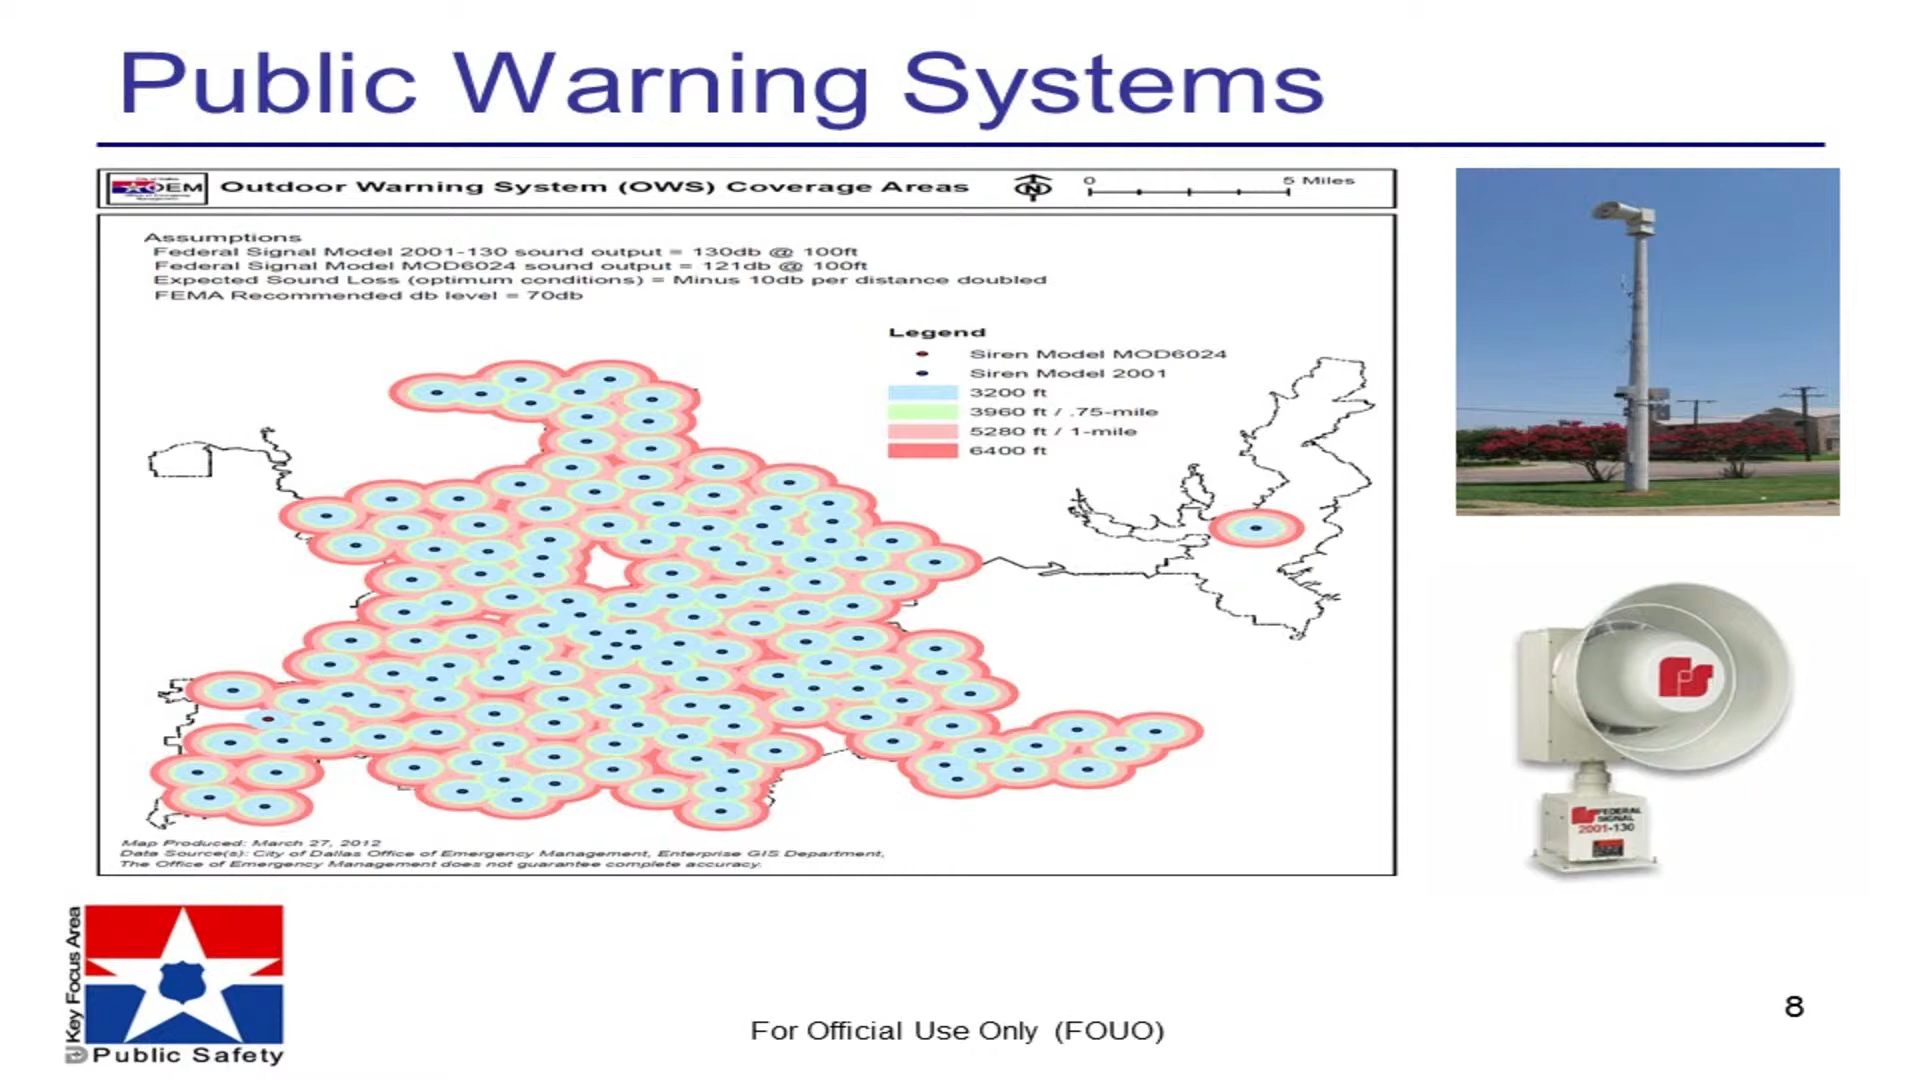 Public Warning Systems
OEM
Outdoor Warning System (OWS) Coverage Areas
N
0
5 Miles
Assumptions
Federal Signal Model 2001-130 sound output = 130db @ 100ft
Federal Signal Model MOD6024 sound output = 121db @ 100ft
Expected Sound Loss (optimum conditions) = Minus 10db per distance doubled
FEMA Recommended db level = 70db
Legend
Siren Model MOD6024
Siren Model 2001
3200 ft
3960 ft / .75-mile
5280 ft / 1-mile
6400 ft
Map Produced: March 27, 2012
Data Source(s): City of Dallas Office of Emergency Management, Enterprise GIS Department,
The Office of Emergency Management does not guarantee complete accuracy.
FEDERAL
SIGNAL
2001-130
Key Focus Area
Public Safety
For Official Use Only (FOUO)
8